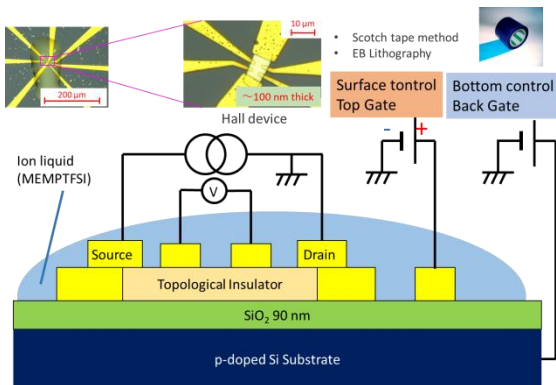 10 μm
• Scotch tape method
• EB Lithography
200 μm
~100 nm thick
Hall device
Surface tontrol
Top Gate
Bottom control
Back Gate
- +
Ion liquid
(MEMPTFSI)
V
Source
Drain
Topological Insulator
SiO₂ 90 nm
p-doped Si Substrate